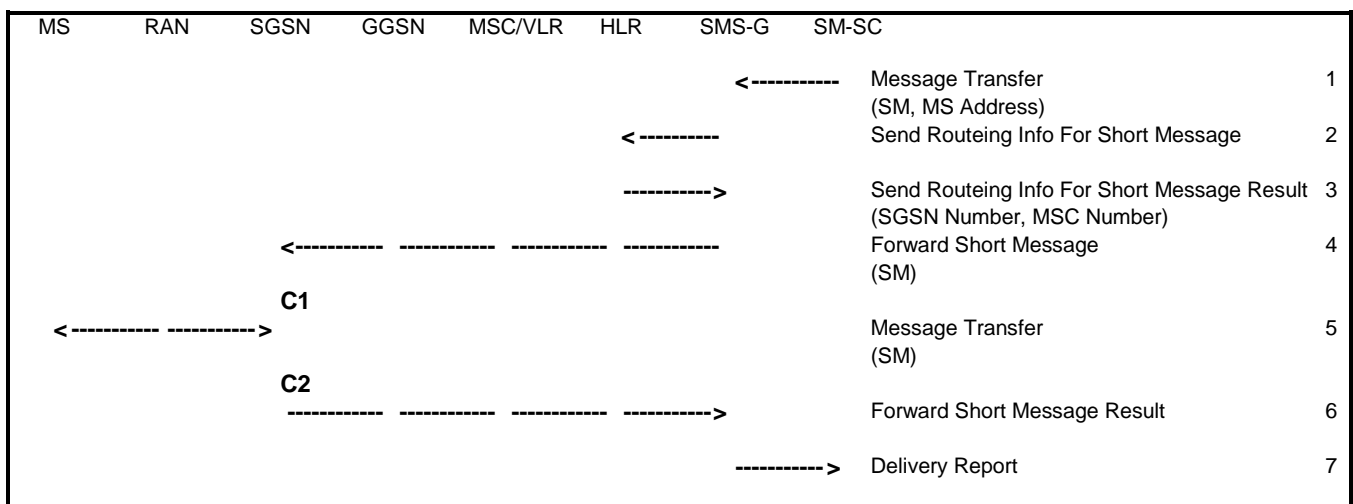 MS RAN SGSN GGSN MSC/VLR HLR SMS-G SM-SC
Message Transfer 1
(SM, MS Address)
Send Routeing Info For Short Message 2
Send Routeing Info For Short Message Result 3
(SGSN Number, MSC Number)
Forward Short Message 4
(SM)
C1
Message Transfer 5
(SM)
C2
Forward Short Message Result 6
Delivery Report 7